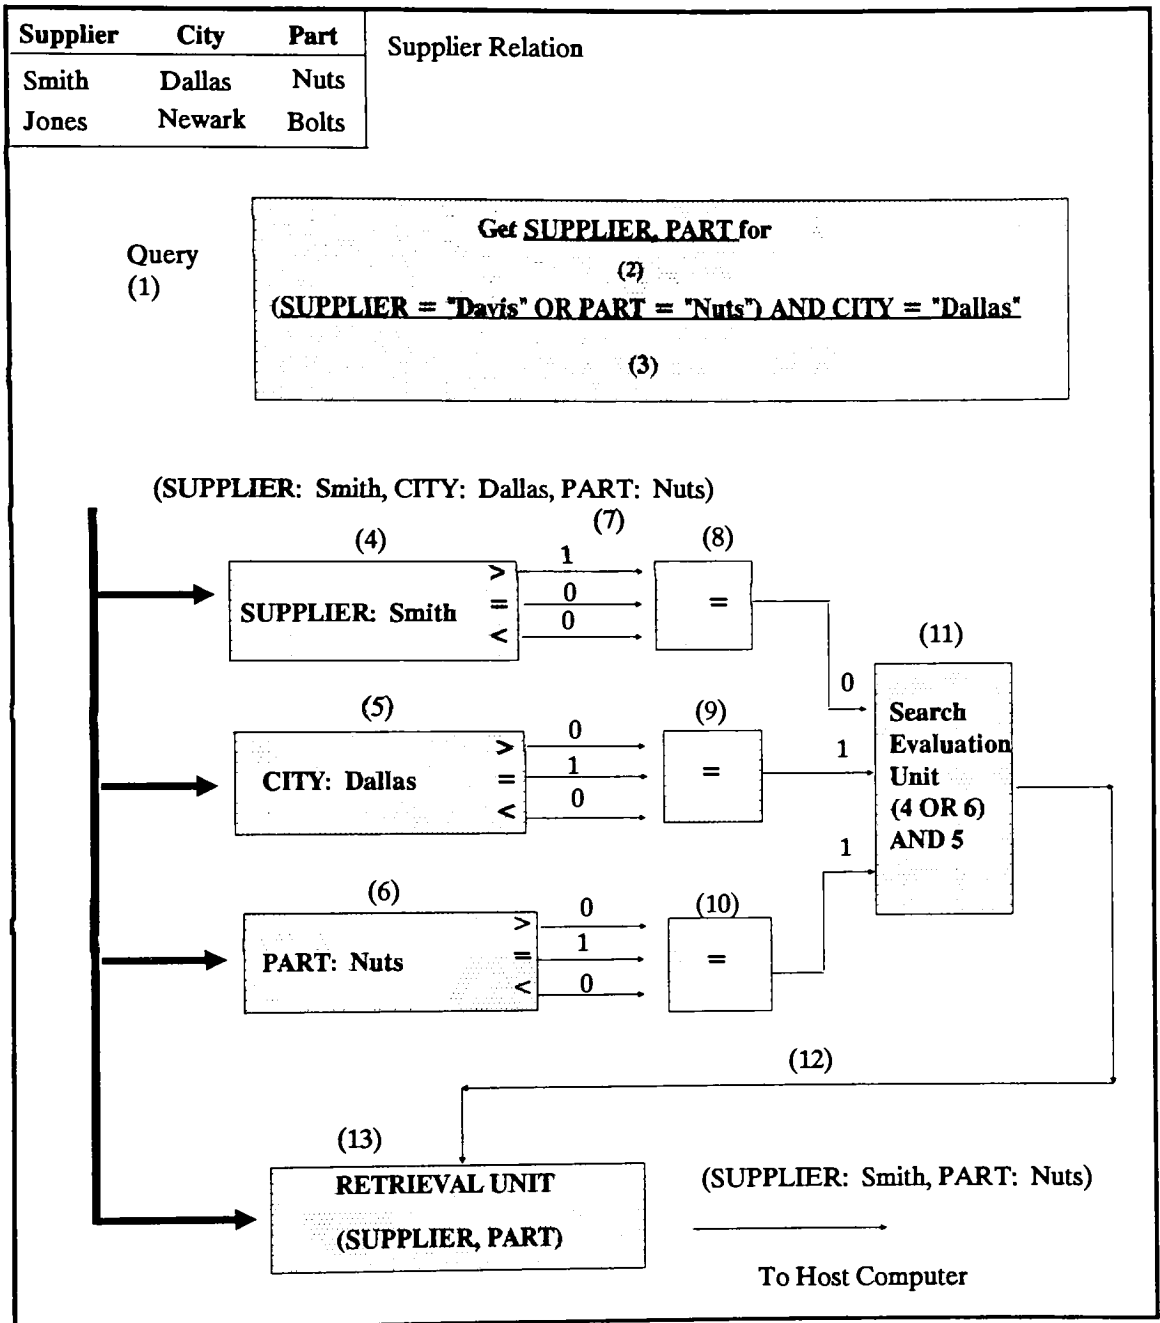 Supplier City Part
Smith Dallas Nuts
Jones Newark Bolts
Supplier Relation
Query
(1)
Get SUPPLIER, PART for
(2)
(SUPPLIER = "Davis" OR PART = "Nuts") AND CITY = "Dallas"
(3)
(SUPPLIER: Smith, CITY: Dallas, PART: Nuts)
(4)
(7)
(8)
SUPPLIER: Smith
> 1
= 0
< 0
=
0
(5)
(9)
CITY: Dallas
> 0
= 1
< 0
=
1
(6)
(10)
PART: Nuts
> 0
= 1
< 0
=
1
(11)
Search
Evaluation
Unit
(4 OR 6)
AND 5
(12)
(13)
RETRIEVAL UNIT
(SUPPLIER, PART)
(SUPPLIER: Smith, PART: Nuts)
To Host Computer